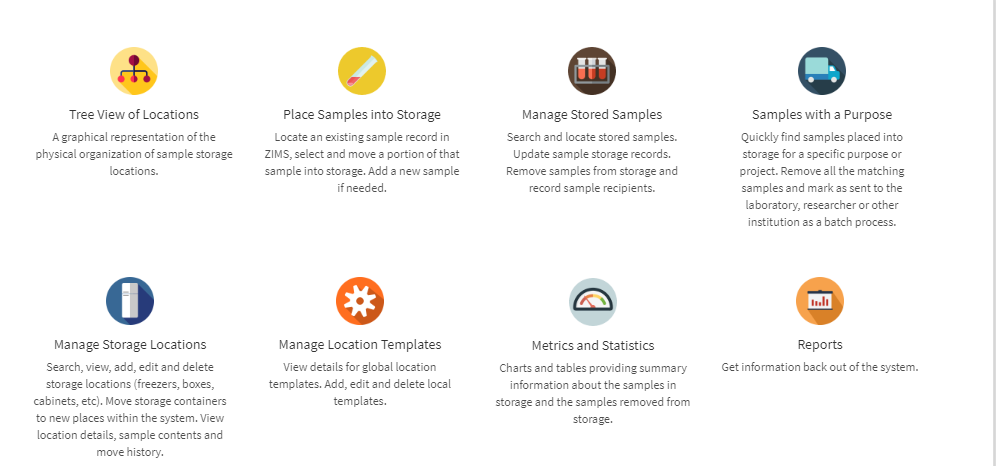 Tree View of Locations
A graphical representation of the
physical organization of sample storage
locations.
Place Samples into Storage
Locate an existing sample record in
ZIMS, select and move a portion of that
sample into storage. Add a new sample
if needed.
Manage Stored Samples
Search and locate stored samples.
Update sample storage records.
Remove samples from storage and
record sample recipients.
Samples with a Purpose
Quickly find samples placed into
storage for a specific purpose or
project. Remove all the matching
samples and mark as sent to the
laboratory, researcher or other
institution as a batch process.
Manage Storage Locations
Search, view, add, edit and delete
storage locations (freezers, boxes,
cabinets, etc). Move storage containers
to new places within the system. View
location details, sample contents and
move history.
Manage Location Templates
View details for global location
templates. Add, edit and delete local
templates.
Metrics and Statistics
Charts and tables providing summary
information about the samples in
storage and the samples removed from
storage.
Reports
Get information back out of the system.